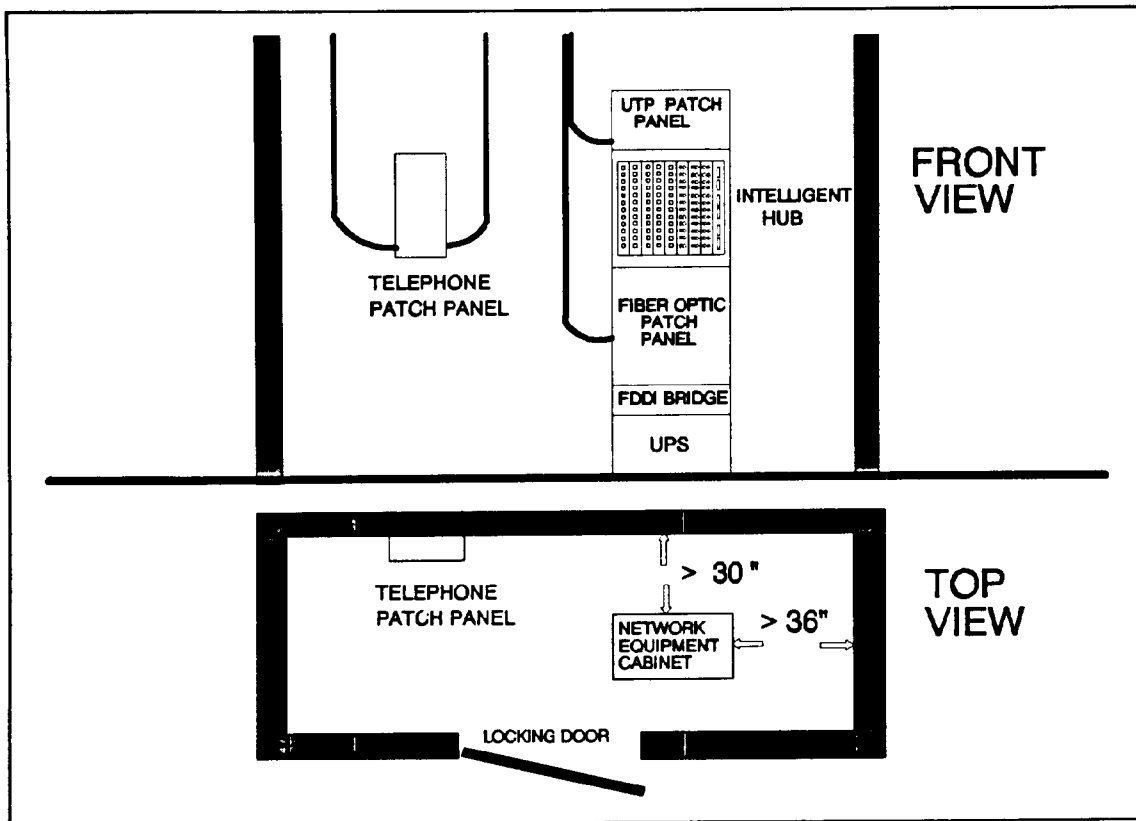 UTP PATCH
PANEL
FRONT
VIEW
INTELLIGENT
HUB
TELEPHONE
PATCH PANEL
FIBER OPTIC
PATCH
PANEL
FDDI BRIDGE
UPS
TELEPHONE
PATCH PANEL
> 30 "
> 36"
NETWORK
EQUIPMENT
CABINET
TOP
VIEW
LOCKING DOOR